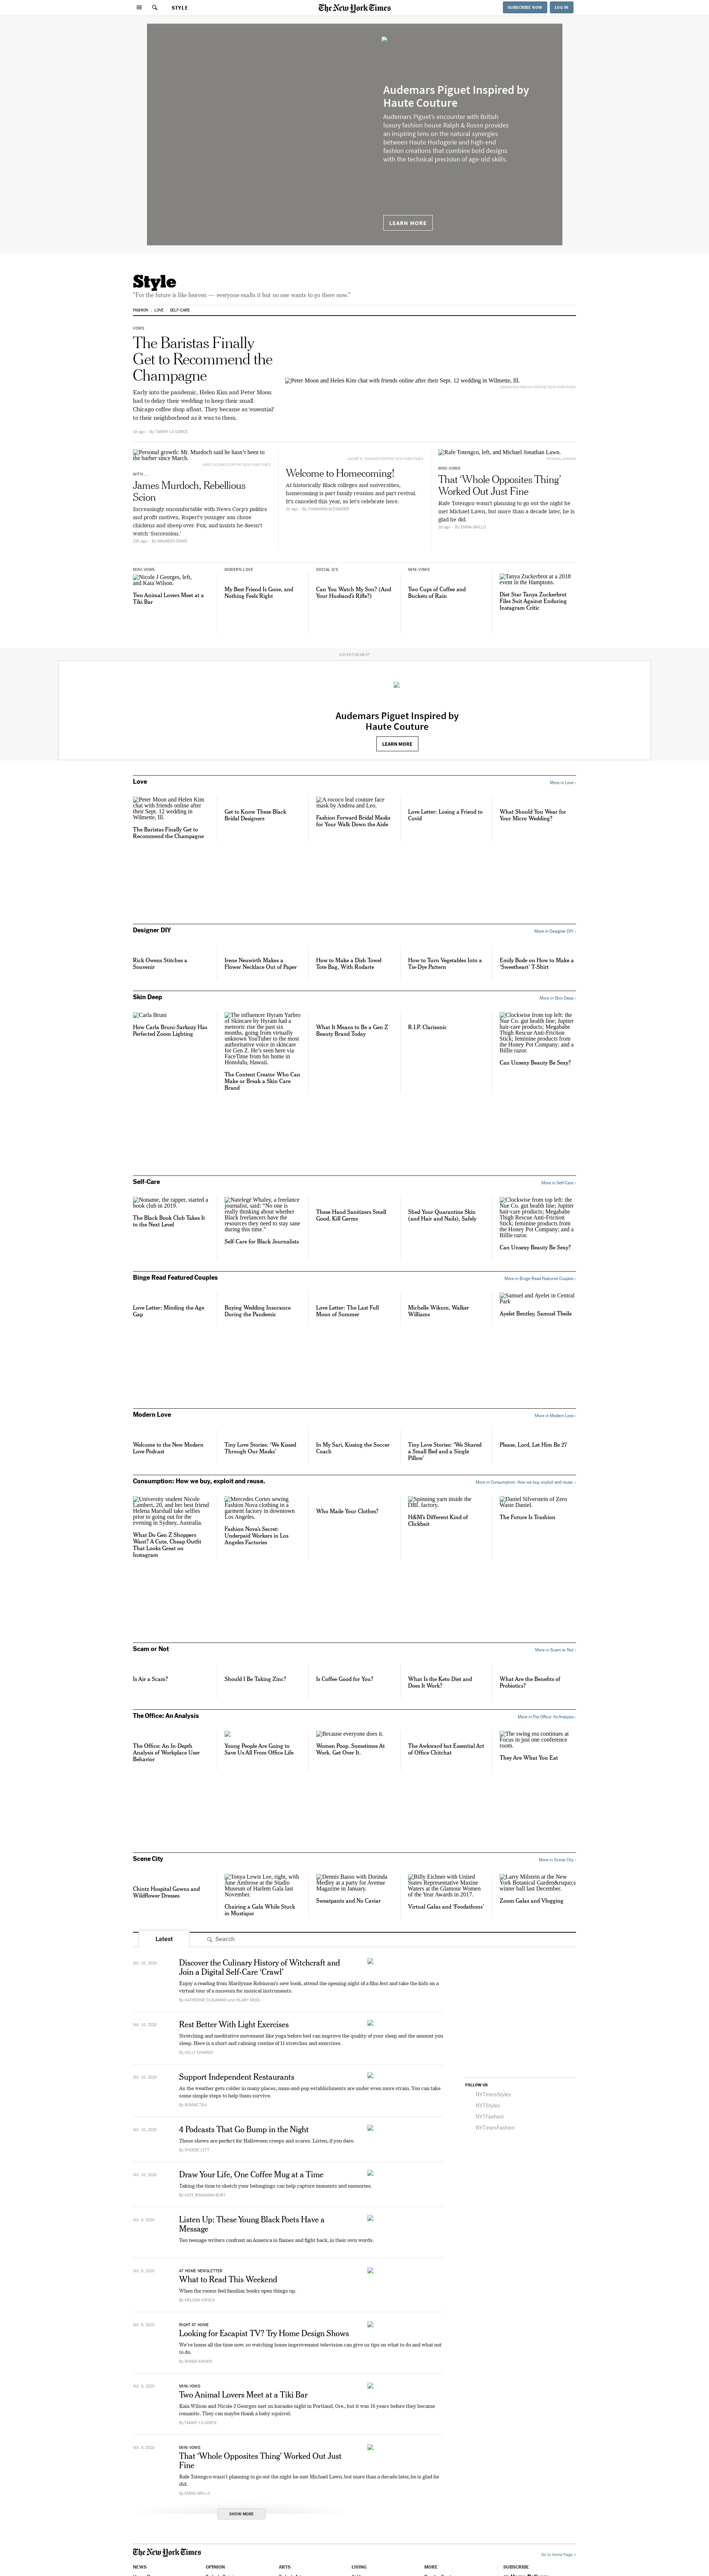 STYLE
The New York Times
SUBSCRIBE NOW
LOG IN
Audemars Piguet Inspired by
Haute Couture
Audemars Piguet's encounter with British
luxury fashion house Ralph & Russo provides
an inspiring lens on the natural synergies
between Haute Horlogerie and high-end
fashion creations that combine bold designs
with the technical precision of age-old skills.
LEARN MORE
Style
"For the future is like heaven — everyone exalts it but no one wants to go there now."
FASHION
LOVE
SELF-CARE
VOWS
The Baristas Finally
Get to Recommend the
Champagne
Early into the pandemic, Helen Kim and Peter Moon
had to delay their wedding to keep their small
Chicago coffee shop afloat. They became an 'essential'
to their neighborhood as it was to them.
By TAMMY LA GORCE
Peter Moon and Helen Kim chat with friends online after their Sept. 12 wedding in Wilmette, Ill.
Personal growth: Mr. Murdoch said he hasn't been to
the barber since March.
WITH ...
James Murdoch, Rebellious
Scion
Increasingly uncomfortable with News Corp's politics
and profit motives, Rupert's younger son chose
chickens and sheep over Fox, and insists he doesn't
watch 'Succession.'
By MAUREEN DOWD
Welcome to Homecoming!
At historically Black colleges and universities,
homecoming is part family reunion and part revival.
It's canceled this year, so let's celebrate here.
By CHARANNA ALEXANDER
Rafe Totengco, left, and Michael Jonathan Lawn.
MINI-VOWS
That 'Whole Opposites Thing'
Worked Out Just Fine
Rafe Totengco wasn't planning to go out the night he
met Michael Lawn, but more than a decade later, he is
glad he did.
By EMMA GRILLO
MINI-VOWS
Nicole J Georges, left,
and Kaia Wilson.
Two Animal Lovers Meet at a
Tiki Bar
MODERN LOVE
My Best Friend Is Gone, and
Nothing Feels Right
SOCIAL Q'S
Can You Watch My Son? (And
Your Husband's Rifle?)
MINI-VOWS
Two Cups of Coffee and
Buckets of Rain
Tanya Zuckerbrot at a 2018
event in the Hamptons.
Diet Star Tanya Zuckerbrot
Files Suit Against Enduring
Instagram Critic
ADVERTISEMENT
Audemars Piguet Inspired by
Haute Couture
LEARN MORE
Love
More in Love ›
Peter Moon and Helen Kim
chat with friends online after
their Sept. 12 wedding in
Wilmette, Ill.
The Baristas Finally Get to
Recommend the Champagne
Get to Know These Black
Bridal Designers
A rococo leaf couture face
mask by Andrea and Leo.
Fashion Forward Bridal Masks
for Your Walk Down the Aisle
Love Letter: Losing a Friend to
Covid
What Should You Wear for
Your Micro Wedding?
Designer DIY
More in Designer DIY ›
Rick Owens Stitches a
Souvenir
Irene Neuwirth Makes a
Flower Necklace Out of Paper
How to Make a Dish Towel
Tote Bag, With Rodarte
How to Turn Vegetables Into a
Tie-Dye Pattern
Emily Bode on How to Make a
'Sweetheart' T-Shirt
Skin Deep
More in Skin Deep ›
Carla Bruni
How Carla Bruni-Sarkozy Has
Perfected Zoom Lighting
The influencer Hyram Yarbro
of Skincare by Hyram had a
meteoric rise the past six
months, going from virtually
unknown YouTuber to the most
authoritative voice in skincare
for Gen Z. He's seen here via
FaceTime from his home in
Honolulu, Hawaii.
The Content Creator Who Can
Make or Break a Skin Care
Brand
What It Means to Be a Gen Z
Beauty Brand Today
R.I.P. Clarisonic
Clockwise from top left: the
Nue Co. gut health line; Jupiter
hair-care products; Megababe
Thigh Rescue Anti-Friction
Stick; feminine products from
the Honey Pot Company; and a
Billie razor.
Can Unsexy Beauty Be Sexy?
Self-Care
More in Self-Care ›
Noname, the rapper, started a
book club in 2019.
The Black Book Club Takes It
to the Next Level
Natelegé Whaley, a freelance
journalist, said: "No one is
really thinking about whether
Black freelancers have the
resources they need to stay sane
during this time."
Self-Care for Black Journalists
These Hand Sanitizers Smell
Good, Kill Germs
Shed Your Quarantine Skin
(and Hair and Nails), Safely
Clockwise from top left: the
Nue Co. gut health line; Jupiter
hair-care products; Megababe
Thigh Rescue Anti-Friction
Stick; feminine products from
the Honey Pot Company; and a
Billie razor.
Can Unsexy Beauty Be Sexy?
Binge Read Featured Couples
More in Binge Read Featured Couples ›
Love Letter: Minding the Age
Gap
Buying Wedding Insurance
During the Pandemic
Love Letter: The Last Full
Moon of Summer
Michelle Wikum, Walker
Williams
Samuel and Ayelet in Central
Park
Ayelet Bentley, Samuel Tbeile
Modern Love
More in Modern Love ›
Welcome to the New Modern
Love Podcast
Tiny Love Stories: 'We Kissed
Through Our Masks'
In My Sari, Kissing the Soccer
Coach
Tiny Love Stories: 'We Shared
a Small Bed and a Single
Pillow'
Please, Lord, Let Him Be 27
Consumption: How we buy, exploit and reuse.
More in Consumption: How we buy, exploit and reuse. ›
University student Nicole
Lambert, 20, and her best friend
Helena Marshall take selfies
prior to going out for the
evening in Sydney, Australia.
What Do Gen Z Shoppers
Want? A Cute, Cheap Outfit
That Looks Great on
Instagram
Mercedes Cortes sewing
Fashion Nova clothing in a
garment factory in downtown
Los Angeles.
Fashion Nova's Secret:
Underpaid Workers in Los
Angeles Factories
Who Made Your Clothes?
Spinning yarn inside the
DBL factory.
H&M's Different Kind of
Clickbait
Daniel Silverstein of Zero
Waste Daniel.
The Future Is Trashion
Scam or Not
More in Scam or Not ›
Is Air a Scam?
Should I Be Taking Zinc?
Is Coffee Good for You?
What Is the Keto Diet and
Does It Work?
What Are the Benefits of
Probiotics?
The Office: An Analysis
More in The Office: An Analysis ›
The Office: An In-Depth
Analysis of Workplace User
Behavior
Young People Are Going to
Save Us All From Office Life
Because everyone does it.
Women Poop. Sometimes At
Work. Get Over It.
The Awkward but Essential Art
of Office Chitchat
The swing era continues at
Focus in just one conference
room.
They Are What You Eat
Scene City
More in Scene City ›
Chintz Hospital Gowns and
Wildflower Dresses
Tonya Lewis Lee, right, with
June Ambrose at the Studio
Museum of Harlem Gala last
November.
Chairing a Gala While Stuck
in Mustique
Dennis Basso with Dorinda
Medley at a party for Avenue
Magazine in January.
Sweatpants and No Caviar
Billy Eichner with United
States Representative Maxine
Waters at the Glamour Women
of the Year Awards in 2017.
Virtual Galas and 'Foodathons'
Larry Milstein at the New
York Botanical Garden&rsquo;s
winter ball last December.
Zoom Galas and Vlogging
Latest
Search
Oct. 10, 2020
Discover the Culinary History of Witchcraft and
Join a Digital Self-Care 'Crawl'
Enjoy a reading from Marilynne Robinson's new book, attend the opening night of a film fest and take the kids on a
virtual tour of a museum for musical instruments.
By KATHERINE CUSUMANO and HILARY MOSS
Oct. 10, 2020
Rest Better With Light Exercises
Stretching and meditative movement like yoga before bed can improve the quality of your sleep and the amount you
sleep. Here is a short and calming routine of 11 stretches and exercises.
By KELLY DINARDO
Oct. 10, 2020
Support Independent Restaurants
As the weather gets colder in many places, mom-and-pop establishments are under even more strain. You can take
some simple steps to help them survive.
By BONNIE TSUI
Oct. 10, 2020
4 Podcasts That Go Bump in the Night
These shows are perfect for Halloween creeps and scares. Listen, if you dare.
By PHOEBE LETT
Oct. 10, 2020
Draw Your Life, One Coffee Mug at a Time
Taking the time to sketch your belongings can help capture moments and memories.
By KATE BINGAMAN-BURT
Oct. 9, 2020
Listen Up: These Young Black Poets Have a
Message
Ten teenage writers confront an America in flames and fight back, in their own words.
Oct. 9, 2020
AT HOME NEWSLETTER
What to Read This Weekend
When the rooms feel familiar, books open things up.
By MELISSA KIRSCH
Oct. 9, 2020
RIGHT AT HOME
Looking for Escapist TV? Try Home Design Shows
We're home all the time now, so watching home improvement television can give us tips on what to do and what not
to do.
By RONDA KAYSEN
Oct. 9, 2020
MINI-VOWS
Two Animal Lovers Meet at a Tiki Bar
Kaia Wilson and Nicole J Georges met on karaoke night in Portland, Ore., but it was 16 years before they became
romantic. They can maybe thank a baby squirrel.
By TAMMY LA GORCE
Oct. 9, 2020
MINI-VOWS
That 'Whole Opposites Thing' Worked Out Just
Fine
Rafe Totengco wasn't planning to go out the night he met Michael Lawn, but more than a decade later, he is glad he
did.
By EMMA GRILLO
SHOW MORE
FOLLOW US
NYTimesStyles
NYTStyles
NYTFashion
NYTimesFashion
The New York Times
Go to Home Page »
NEWS
OPINION
ARTS
LIVING
MORE
SUBSCRIBE